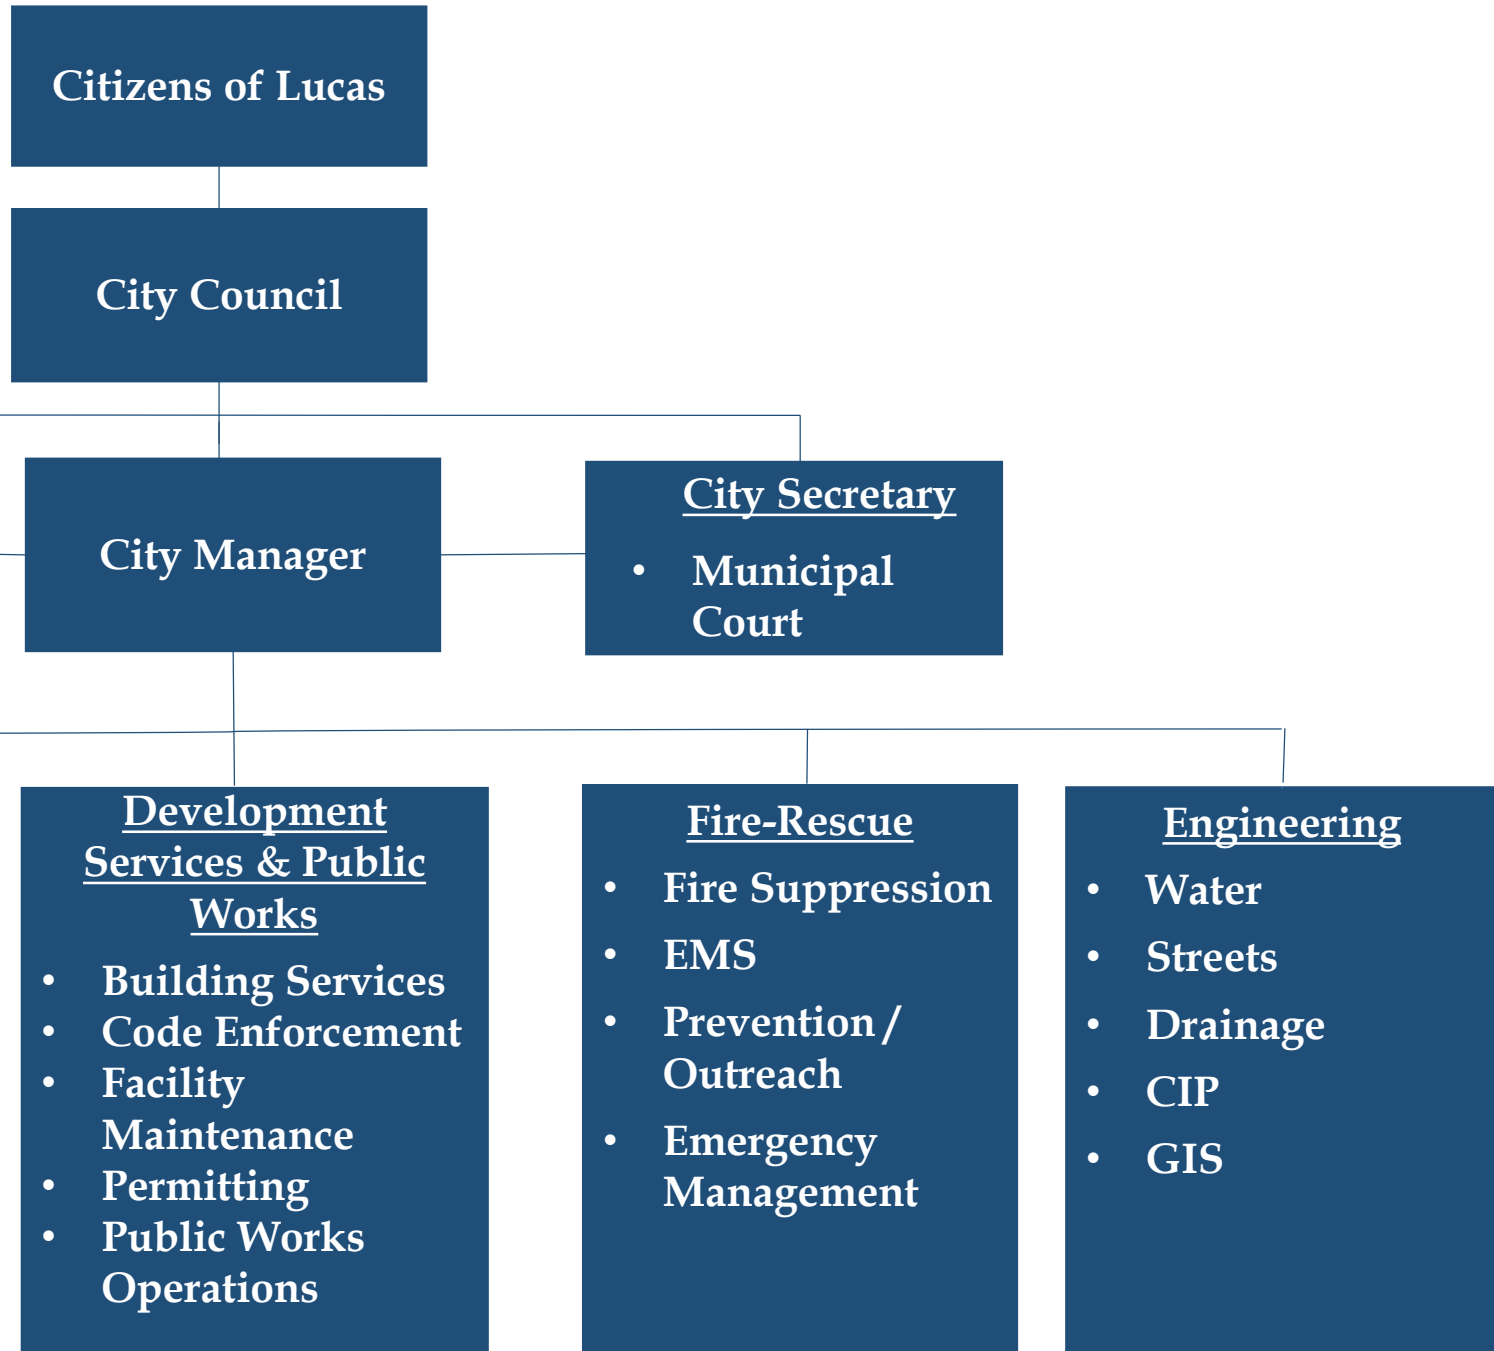 Citizens of Lucas
City Council
City Manager
City Secretary
• Municipal
Court
Development
Services & Public
Works
• Building Services
• Code Enforcement
• Facility
Maintenance
• Permitting
• Public Works
Operations
Fire-Rescue
• Fire Suppression
• EMS
• Prevention /
Outreach
• Emergency
Management
Engineering
• Water
• Streets
• Drainage
• CIP
• GIS